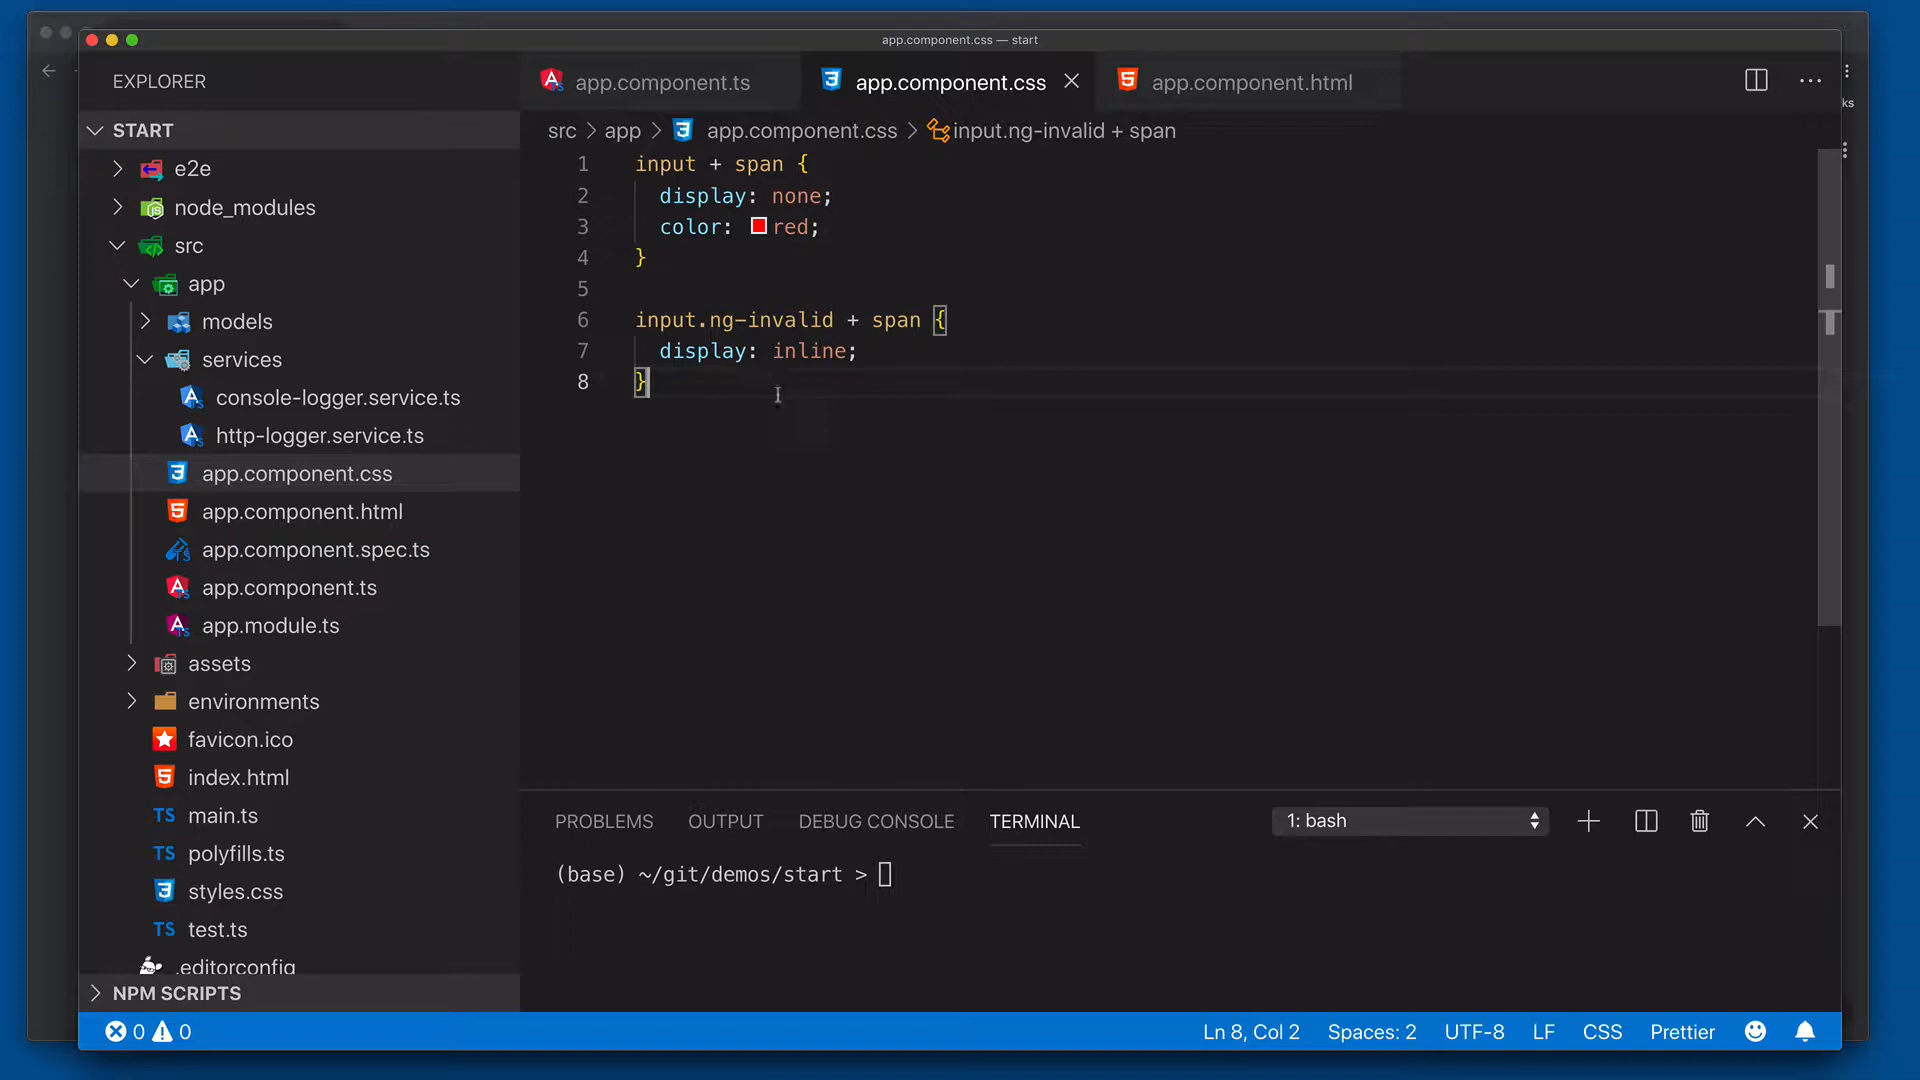 app.component.css — start
EXPLORER
START
e2e
node_modules
src
app
models
services
console-logger.service.ts
http-logger.service.ts
app.component.css
app.component.html
app.component.spec.ts
app.component.ts
app.module.ts
assets
environments
favicon.ico
index.html
TS main.ts
TS polyfills.ts
styles.css
TS test.ts
.editorconfig
NPM SCRIPTS
app.component.ts app.component.css app.component.html
ks
src app app.component.css input.ng-invalid + span
1 input + span {
2 display: none;
3 color: red;
4 }
5
6 input.ng-invalid + span {
7 display: inline;
8 }
PROBLEMS OUTPUT DEBUG CONSOLE TERMINAL 1: bash
(base) ~/git/demos/start >
0 0 Ln 8, Col 2 Spaces: 2 UTF-8 LF CSS Prettier